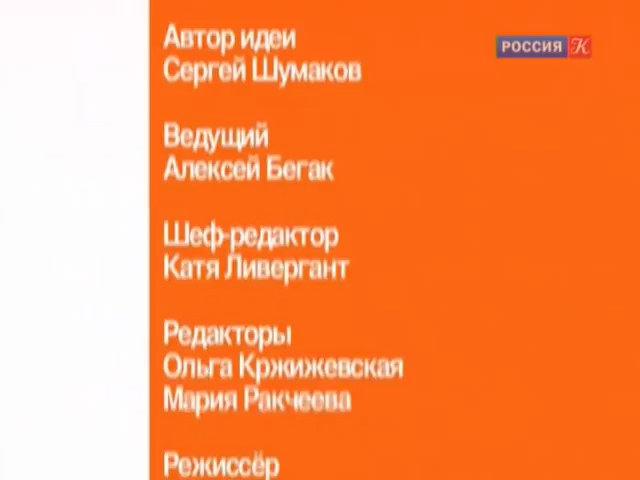 Автор идеи
Сергей Шумаков
РОССИЯ К
Ведущий
Алексей Бегак
Шеф-редактор
Катя Ливергант
Редакторы
Ольга Кржижевская
Мария Ракчеева
Режиссёр